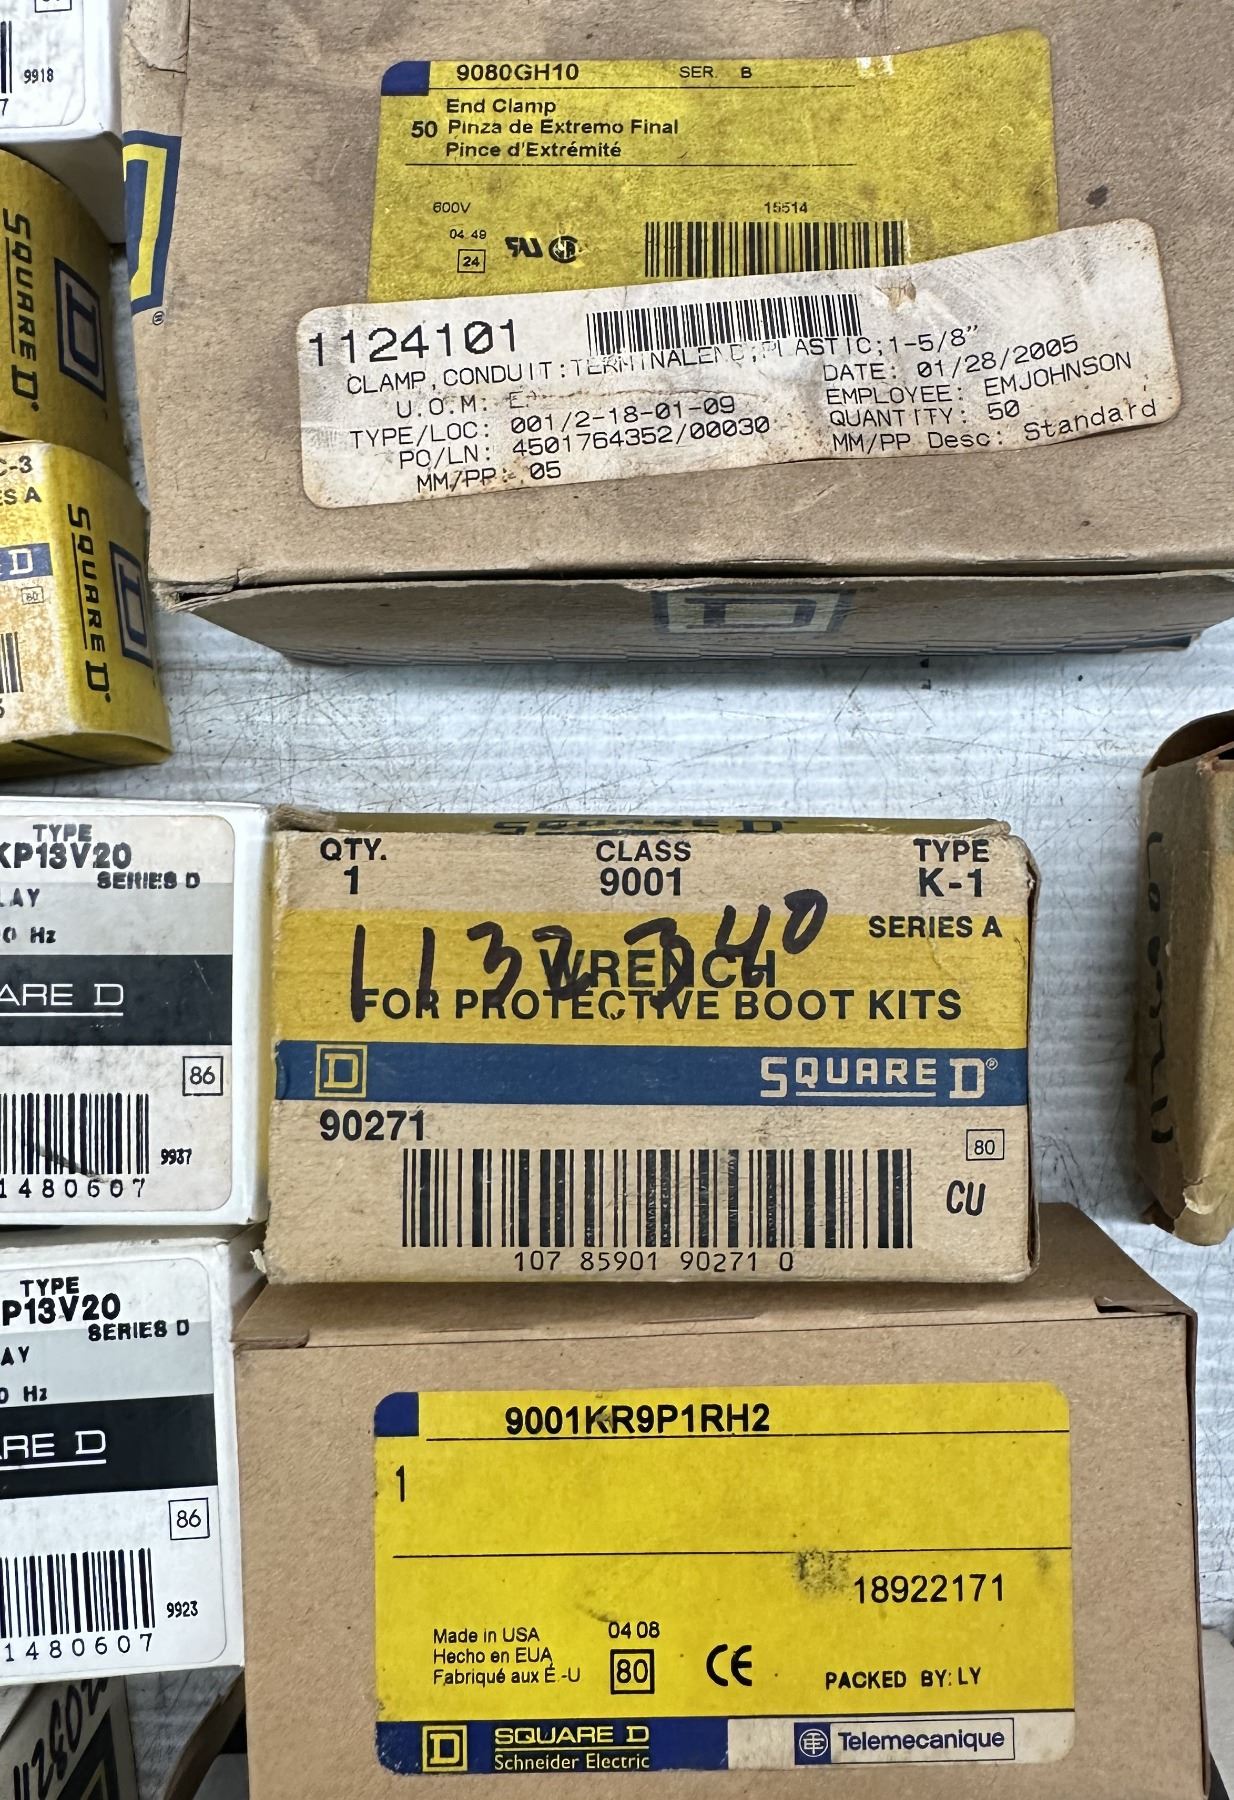 9918
7
SQUARE D
C-3
ES A
D
80
SQUARE D
9080GH10 SER. B
End Clamp
50 Pinza de Extremo Final
Pince d'Extrémité
600V 15514
04 49
24
1124101
CLAMP,CONDUIT:TERMINALEND;PLASTIC;1-5/8"
U.O.M:
DATE: 01/28/2005
TYPE/LOC: 001/2-18-01-09
EMPLOYEE: EMJOHNSON
PO/LN: 4501764352/00030
QUANTITY: 50
MM/PP: 05
MM/PP Desc: Standard
TYPE
KP13V20
SERIES D
LAY
0 Hz
ARE D
86
9937
1480607
TYPE
P13V20
SERIES D
AY
0 Hz
ARE D
86
9923
1480607
SQUARE D
QTY. CLASS TYPE
1 9001 K-1
SERIES A
1132340
WRENCH
FOR PROTECTIVE BOOT KITS
D SQUARE D®
90271
80
CU
107 85901 90271 0
9001KR9P1RH2
1
18922171
Made in USA 04 08
Hecho en EUA
Fabriqué aux É.-U 80 CE
PACKED BY: LY
D SQUARE D
Schneider Electric
Telemecanique